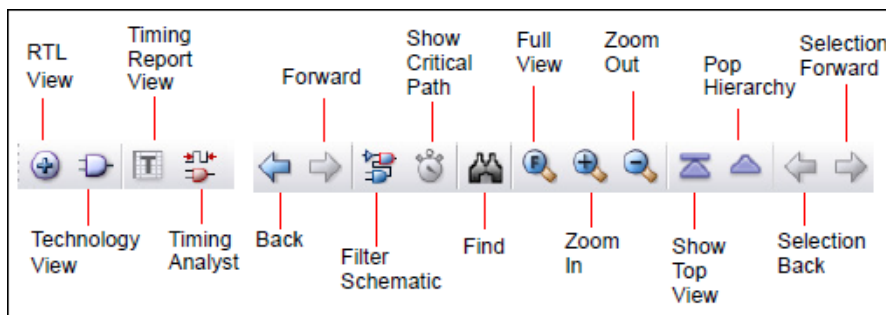 RTL
View
Timing
Report
View
Forward
Show
Critical
Path
Full
View
Zoom
Out
Pop
Hierarchy
Selection
Forward
T
F
Technology
View
Timing
Analyst
Back
Filter
Schematic
Find
Zoom
In
Show
Top
View
Selection
Back